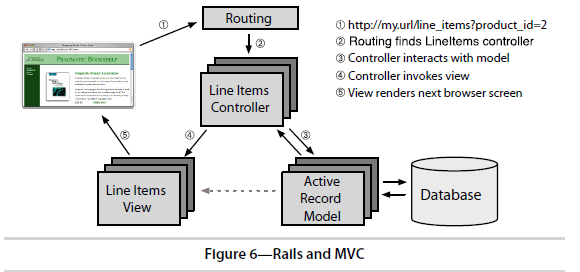 Routing
① http://my.url/line_items?product_id=2
② Routing finds LineItems controller
③ Controller interacts with model
④ Controller invokes view
⑤ View renders next browser screen
①
②
PRAGMATIC BOOKSHELF
Line Items
Controller
⑤
④
③
Line Items
View
Active
Record
Model
Database
Figure 6—Rails and MVC